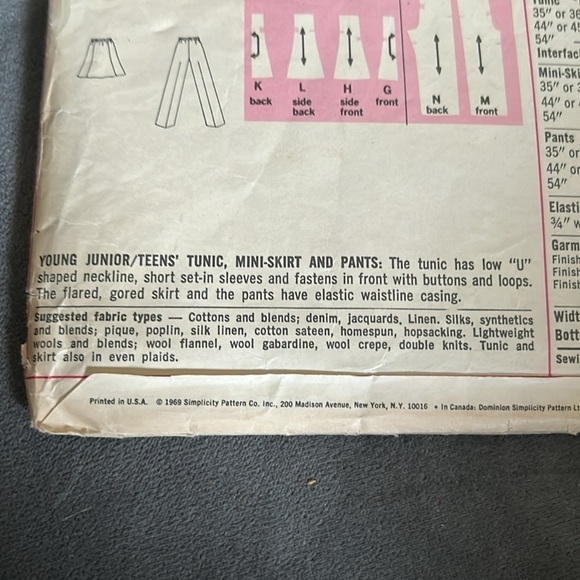 K
back
L
side
back
H
side
front
G
front
N
back
M
front
35" or 36
44" or 45
54"
Interfac
Mini-Ski
35" or 3
44" or
54"
Pants
35" or
44" or
54"
Elasti
3/4" w
Garm
Finish
Finish
Finish
Widt
Bott
Sewi
YOUNG JUNIOR/TEENS' TUNIC, MINI-SKIRT AND PANTS: The tunic has low "U"
shaped neckline, short set-in sleeves and fastens in front with buttons and loops.
The flared, gored skirt and the pants have elastic waistline casing.
Suggested fabric types — Cottons and blends; denim, jacquards. Linen. Silks, synthetics
and blends; pique, poplin, silk linen, cotton sateen, homespun, hopsacking. Lightweight
wools and blends; wool flannel, wool gabardine, wool crepe, double knits. Tunic and
skirt also in even plaids.
Printed in U.S.A. © 1969 Simplicity Pattern Co. Inc., 200 Madison Avenue, New York, N.Y. 10016 • In Canada: Dominion Simplicity Pattern Lt